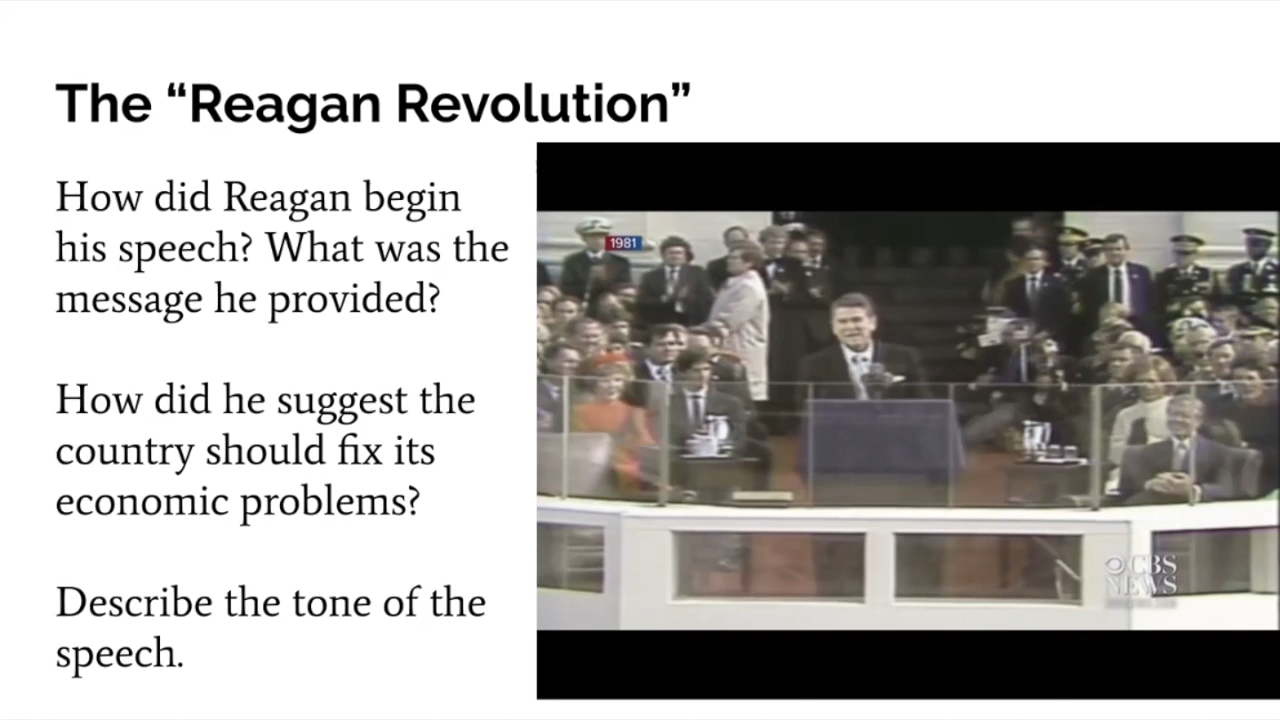 The “Reagan Revolution”
How did Reagan begin
his speech? What was the
message he provided?
How did he suggest the
country should fix its
economic problems?
Describe the tone of the
speech.
1981
CBS
NEWS